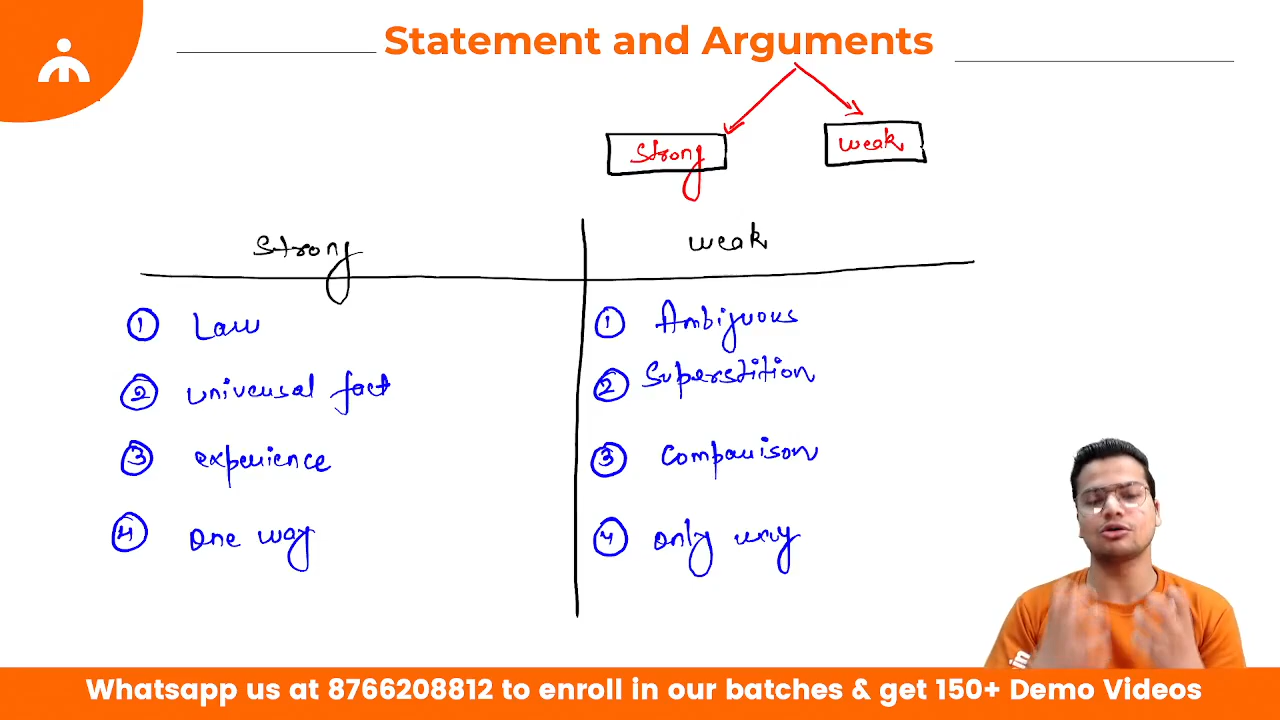 Statement and Arguments
Strong
weak
Strong
weak
1 Law
1 Ambiguous
2 universal fact
2 Superstition
3 experience
3 Comparison
4 One way
4 only way
in
Whatsapp us at 8766208812 to enroll in our batches & get 150+ Demo Videos